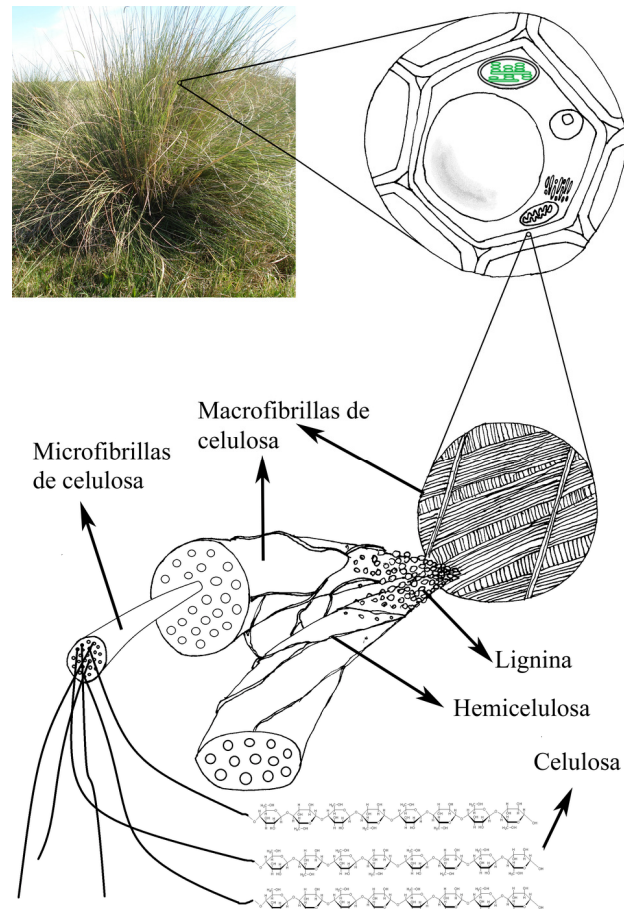 Macrofibrillas de
celulosa
Microfibrillas
de celulosa
Lignina
Hemicelulosa
Celulosa